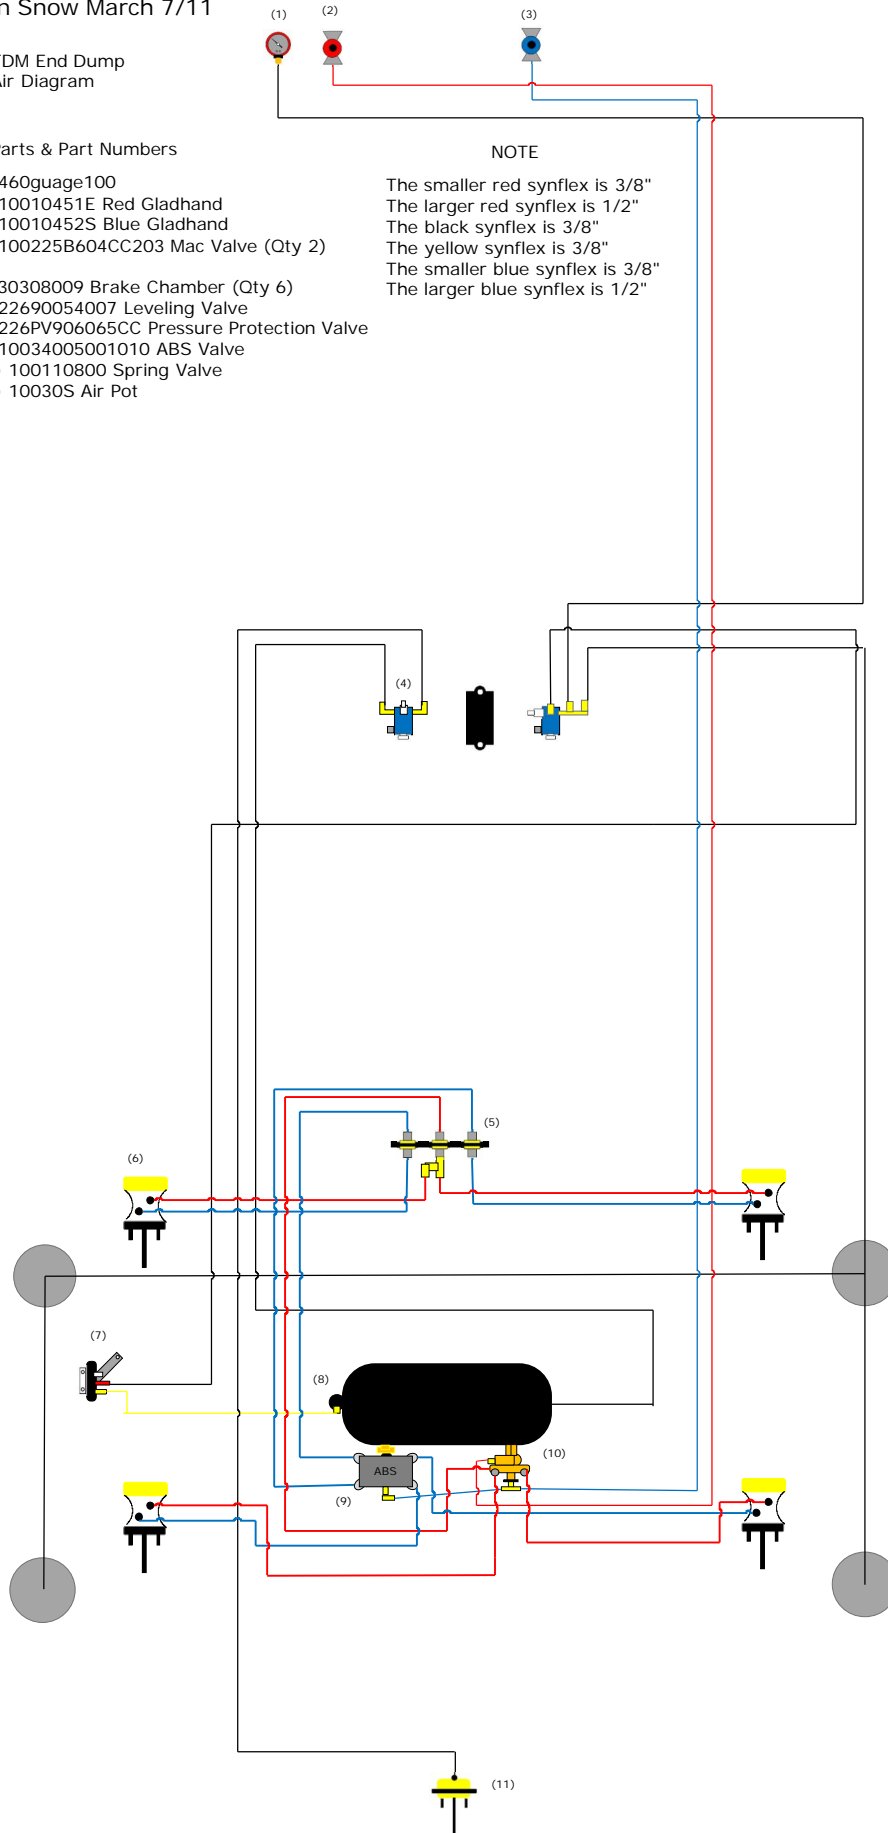 n Snow March 7/11
TDM End Dump
Air Diagram
Parts & Part Numbers
460guage100
10010451E Red Gladhand
10010452S Blue Gladhand
100225B604CC203 Mac Valve (Qty 2)
30308009 Brake Chamber (Qty 6)
22690054007 Leveling Valve
226PV906065CC Pressure Protection Valve
10034005001010 ABS Valve
) 100110800 Spring Valve
) 10030S Air Pot
NOTE
The smaller red synflex is 3/8"
The larger red synflex is 1/2"
The black synflex is 3/8"
The yellow synflex is 3/8"
The smaller blue synflex is 3/8"
The larger blue synflex is 1/2"
(1)
(2)
(3)
(4)
(5)
(6)
(7)
(8)
(10)
ABS
(9)
(11)